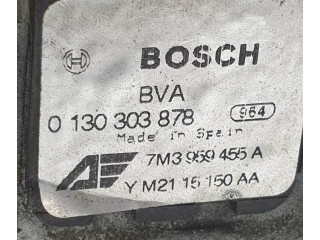 BOSCH
BVA
0 130 303 878 964
Made in Spain
7M3 959 455 A
Y M21 15 150 AA